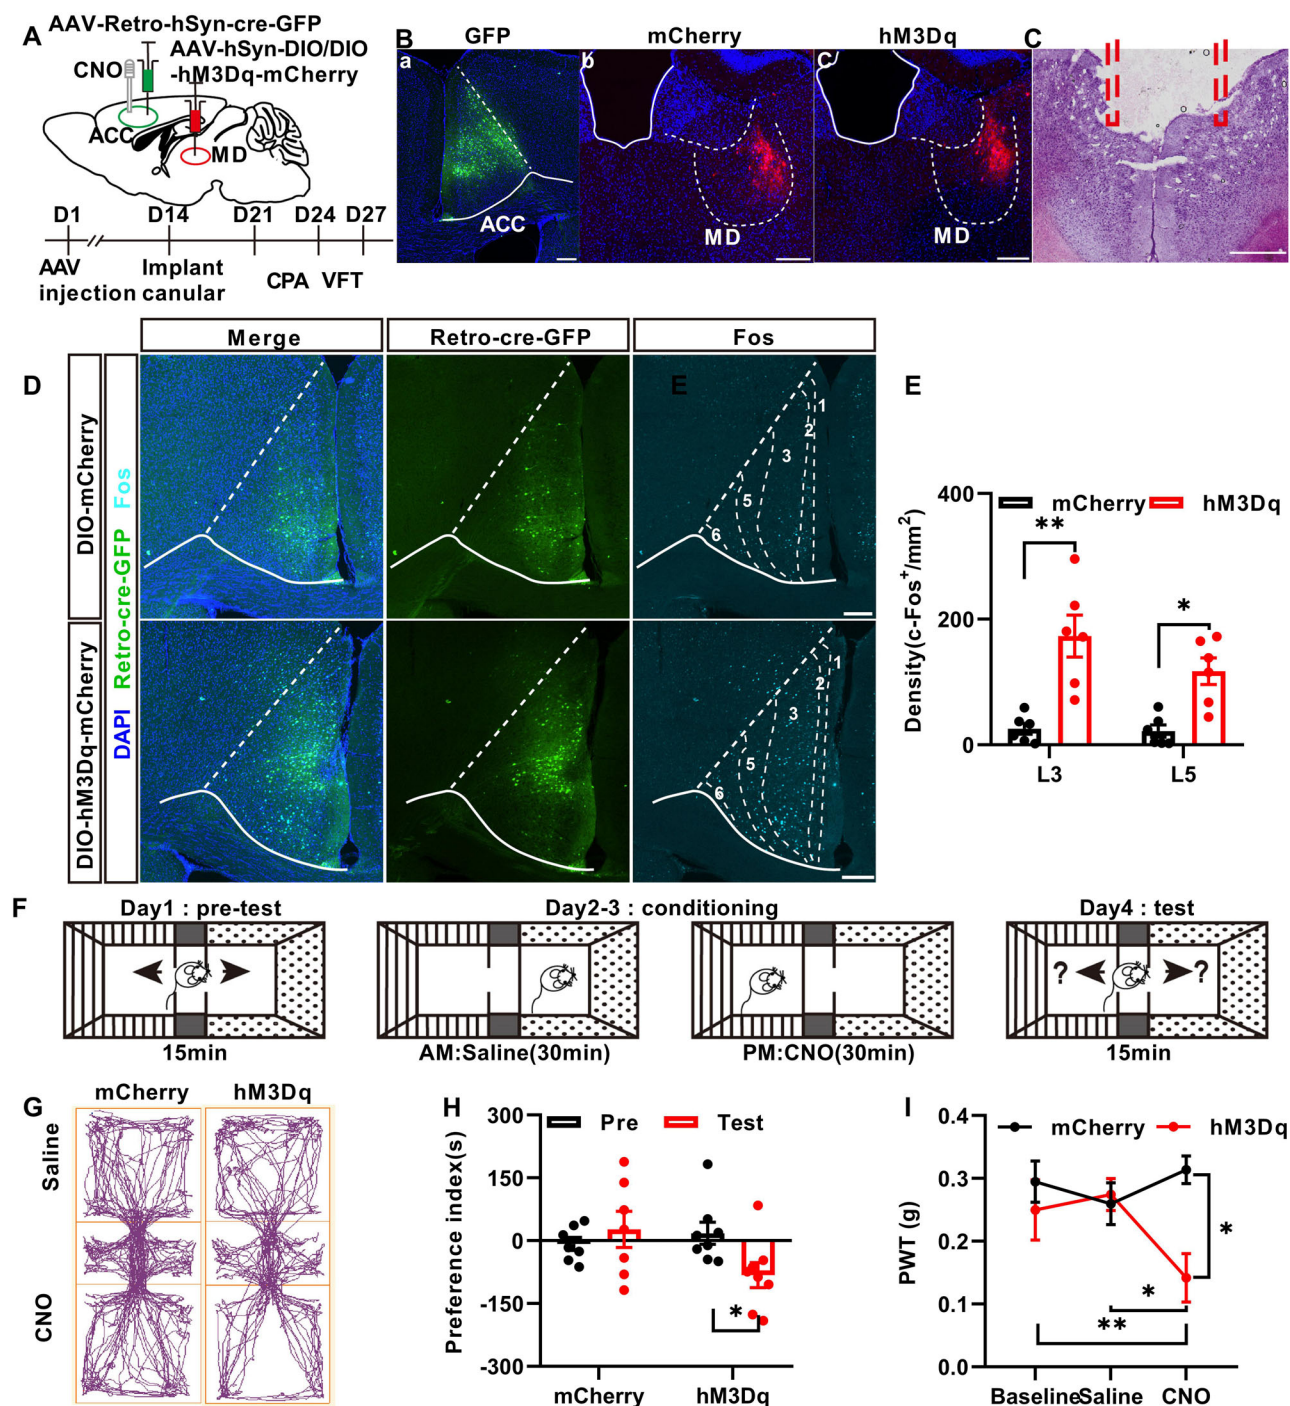 A
AAV-Retro-hSyn-cre-GFP
AAV-hSyn-DIO/DIO
-hM3Dq-mCherry
CNO
ACC
MD
D1 D14 D21 D24 D27
AAV
injection
Implant
canular
CPA VFT
B
GFP mCherry hM3Dq
a b c
ACC
MD
MD
C
D
Merge Retro-cre-GFP Fos
DIO-mCherry
DIO-hM3Dq-mCherry
DAPI Retro-cre-GFP Fos
E
1
2
3
5
6
1
2
3
5
6
E
400
200
0
Density(c-Fos+/mm2)
mCherry hM3Dq
**
*
L3 L5
F
Day1 : pre-test
Day2-3 : conditioning
Day4 : test
? ?
15min
AM:Saline(30min)
PM:CNO(30min)
15min
G
mCherry hM3Dq
Saline
CNO
H
300
150
0
-150
-300
Preference index(s)
Pre Test
*
mCherry hM3Dq
I
0.4
0.3
0.2
0.1
0.0
PWT (g)
mCherry hM3Dq
*
*
**
Baseline Saline CNO